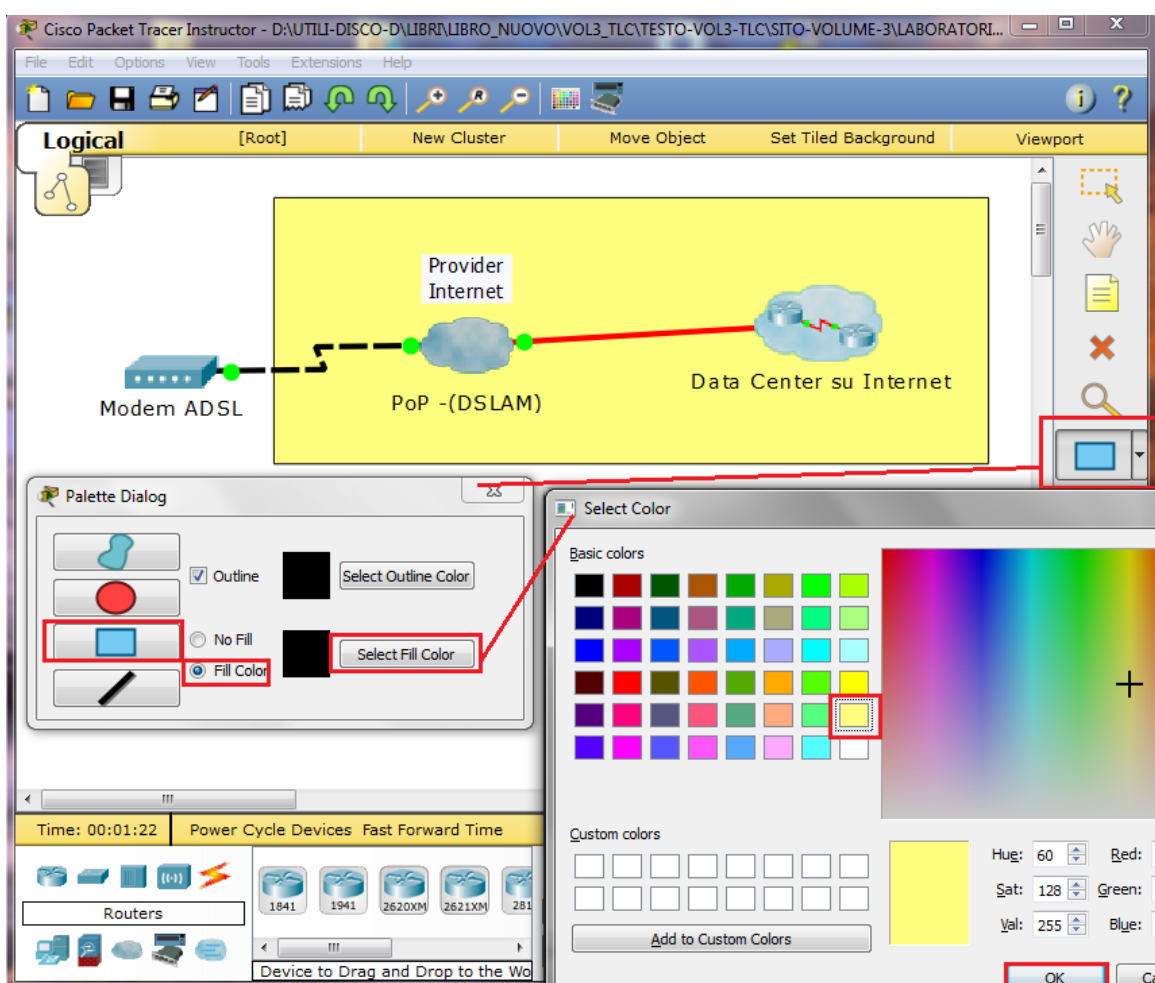 Cisco Packet Tracer Instructor - D:\UTILI-DISCO-D\LIBRI\LIBRO_NUOVO\VOL3_TLC\TESTO-VOL3-TLC\SITO-VOLUME-3\LABORATORI...
File Edit Options View Tools Extensions Help
Logical [Root] New Cluster Move Object Set Tiled Background Viewport
Provider
Internet
Modem ADSL
PoP -(DSLAM)
Data Center su Internet
Palette Dialog
Outline
Select Outline Color
No Fill
Fill Color
Select Fill Color
Select Color
Basic colors
Custom colors
Hue: 60 Red:
Sat: 128 Green:
Val: 255 Blue:
Add to Custom Colors
OK Ca
Time: 00:01:22 Power Cycle Devices Fast Forward Time
Routers
1841 1941 2620XM 2621XM 281
Device to Drag and Drop to the Wo